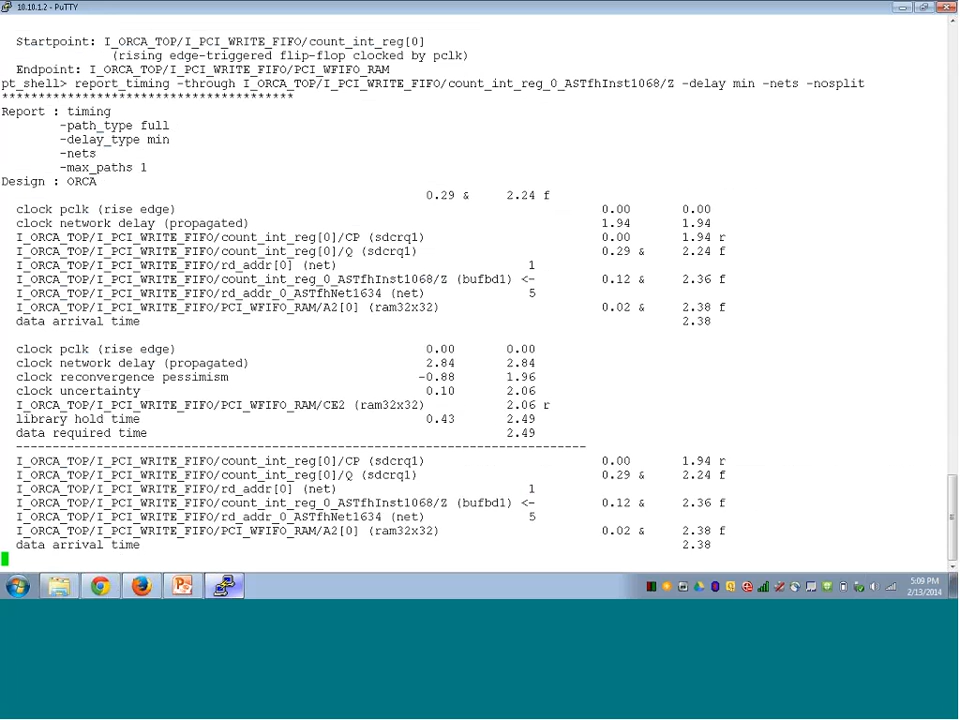 10.10.1.2 - PuTTY
Startpoint: I_ORCA_TOP/I_PCI_WRITE_FIFO/count_int_reg[0]
(rising edge-triggered flip-flop clocked by pclk)
Endpoint: I_ORCA_TOP/I_PCI_WRITE_FIFO/PCI_WFIFO_RAM
pt_shell> report_timing -through I_ORCA_TOP/I_PCI_WRITE_FIFO/count_int_reg_0_ASTfhInst1068/Z -delay min -nets -nosplit
****************************************
Report : timing
-path_type full
-delay_type min
-nets
-max_paths 1
Design : ORCA
0.29 & 2.24 f
clock pclk (rise edge) 0.00 0.00
clock network delay (propagated) 1.94 1.94
I_ORCA_TOP/I_PCI_WRITE_FIFO/count_int_reg[0]/CP (sdcrq1) 0.00 1.94 r
I_ORCA_TOP/I_PCI_WRITE_FIFO/count_int_reg[0]/Q (sdcrq1) 0.29 & 2.24 f
I_ORCA_TOP/I_PCI_WRITE_FIFO/rd_addr[0] (net) 1
I_ORCA_TOP/I_PCI_WRITE_FIFO/count_int_reg_0_ASTfhInst1068/Z (bufbd1) <- 0.12 & 2.36 f
I_ORCA_TOP/I_PCI_WRITE_FIFO/rd_addr_0_ASTfhNet1634 (net) 5
I_ORCA_TOP/I_PCI_WRITE_FIFO/PCI_WFIFO_RAM/A2[0] (ram32x32) 0.02 & 2.38 f
data arrival time 2.38
clock pclk (rise edge) 0.00 0.00
clock network delay (propagated) 2.84 2.84
clock reconvergence pessimism -0.88 1.96
clock uncertainty 0.10 2.06
I_ORCA_TOP/I_PCI_WRITE_FIFO/PCI_WFIFO_RAM/CE2 (ram32x32) 2.06 r
library hold time 0.43 2.49
data required time 2.49
------------------------------------------------------------------------
I_ORCA_TOP/I_PCI_WRITE_FIFO/count_int_reg[0]/CP (sdcrq1) 0.00 1.94 r
I_ORCA_TOP/I_PCI_WRITE_FIFO/count_int_reg[0]/Q (sdcrq1) 0.29 & 2.24 f
I_ORCA_TOP/I_PCI_WRITE_FIFO/rd_addr[0] (net) 1
I_ORCA_TOP/I_PCI_WRITE_FIFO/count_int_reg_0_ASTfhInst1068/Z (bufbd1) <- 0.12 & 2.36 f
I_ORCA_TOP/I_PCI_WRITE_FIFO/rd_addr_0_ASTfhNet1634 (net) 5
I_ORCA_TOP/I_PCI_WRITE_FIFO/PCI_WFIFO_RAM/A2[0] (ram32x32) 0.02 & 2.38 f
data arrival time 2.38
5:09 PM
2/13/2014